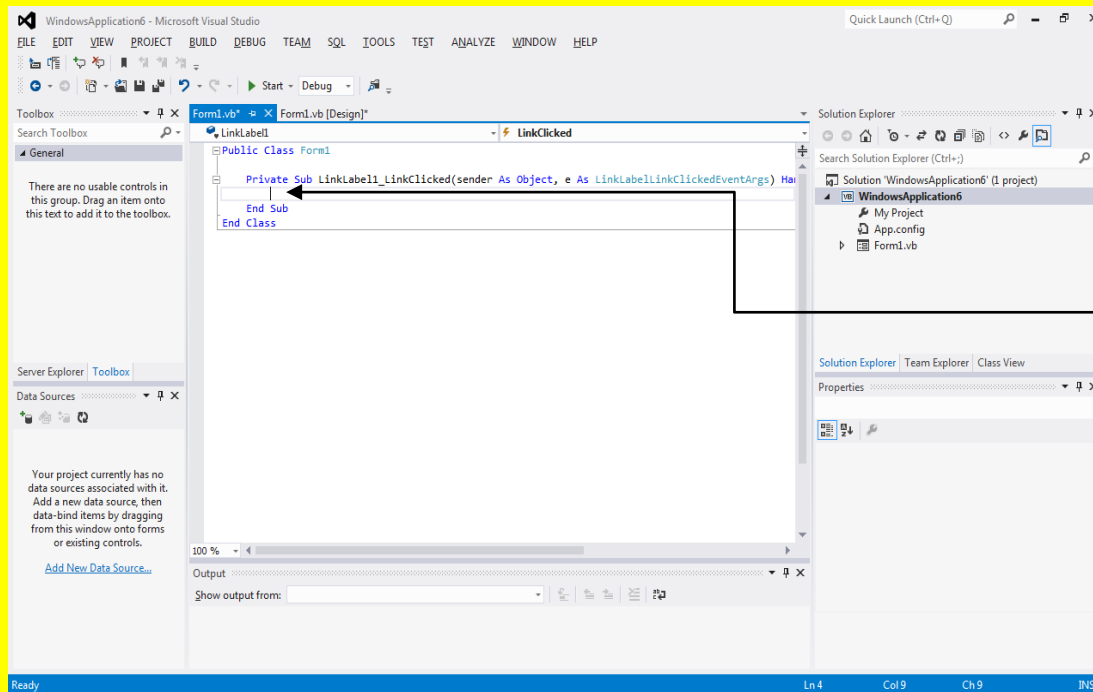 WindowsApplication6 - Microsoft Visual Studio
Quick Launch (Ctrl+Q)
FILE EDIT VIEW PROJECT BUILD DEBUG TEAM SQL TOOLS TEST ANALYZE WINDOW HELP
Start Debug
Toolbox
Search Toolbox
General
There are no usable controls in
this group. Drag an item onto
this text to add it to the toolbox.
Server Explorer Toolbox
Data Sources
Your project currently has no
data sources associated with it.
Add a new data source, then
data-bind items by dragging
from this window onto forms
or existing controls.
Add New Data Source...
Form1.vb* Form1.vb [Design]*
LinkLabel1 LinkClicked
Public Class Form1
Private Sub LinkLabel1_LinkClicked(sender As Object, e As LinkLabelLinkClickedEventArgs) Han
End Sub
End Class
100 %
Output
Show output from:
Solution Explorer
Search Solution Explorer (Ctrl+;)
Solution 'WindowsApplication6' (1 project)
VB WindowsApplication6
My Project
App.config
Form1.vb
Solution Explorer Team Explorer Class View
Properties
Ready Ln 4 Col 9 Ch 9 INS